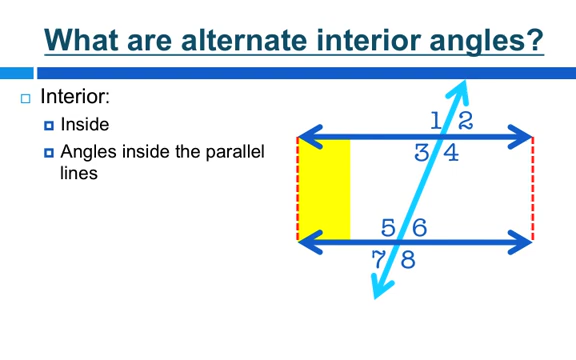 What are alternate interior angles?
Interior:
Inside
Angles inside the parallel
lines
1 2
3 4
5 6
7 8